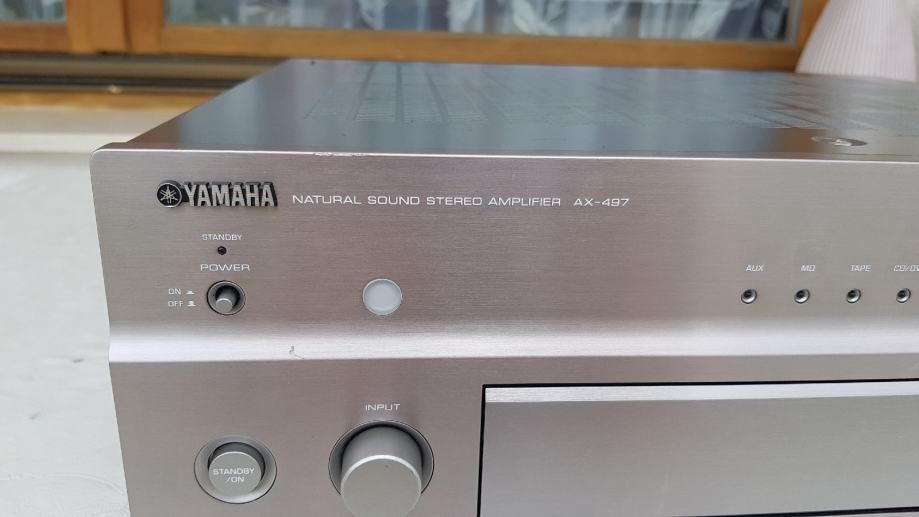 YAMAHA NATURAL SOUND STEREO AMPLIFIER AX-497
STANDBY
POWER
ON
OFF
AUX MD TAPE
INPUT
STANDBY
/ON